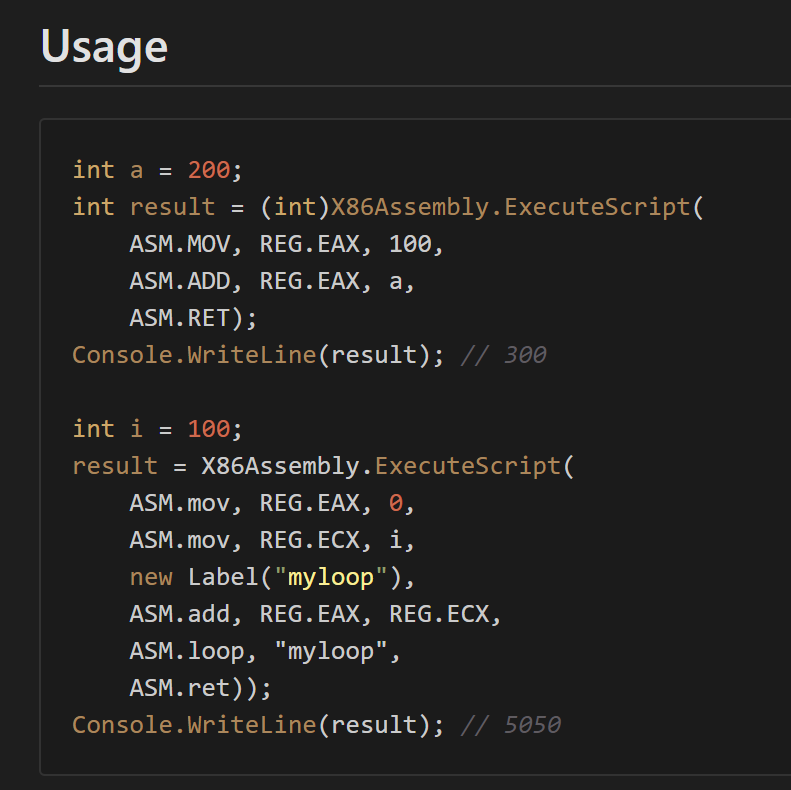 Usage
int a = 200;
int result = (int)X86Assembly.ExecuteScript(
    ASM.MOV, REG.EAX, 100,
    ASM.ADD, REG.EAX, a,
    ASM.RET);
Console.WriteLine(result); // 300
int i = 100;
result = X86Assembly.ExecuteScript(
    ASM.mov, REG.EAX, 0,
    ASM.mov, REG.ECX, i,
    new Label("myloop"),
    ASM.add, REG.EAX, REG.ECX,
    ASM.loop, "myloop",
    ASM.ret));
Console.WriteLine(result); // 5050